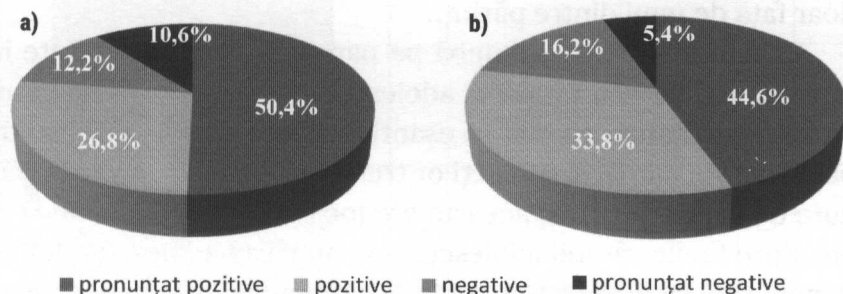 a)
10,6%
12,2%
50,4%
26,8%
b)
5,4%
16,2%
44,6%
33,8%
pronunțat pozitive pozitive negative pronunțat negative